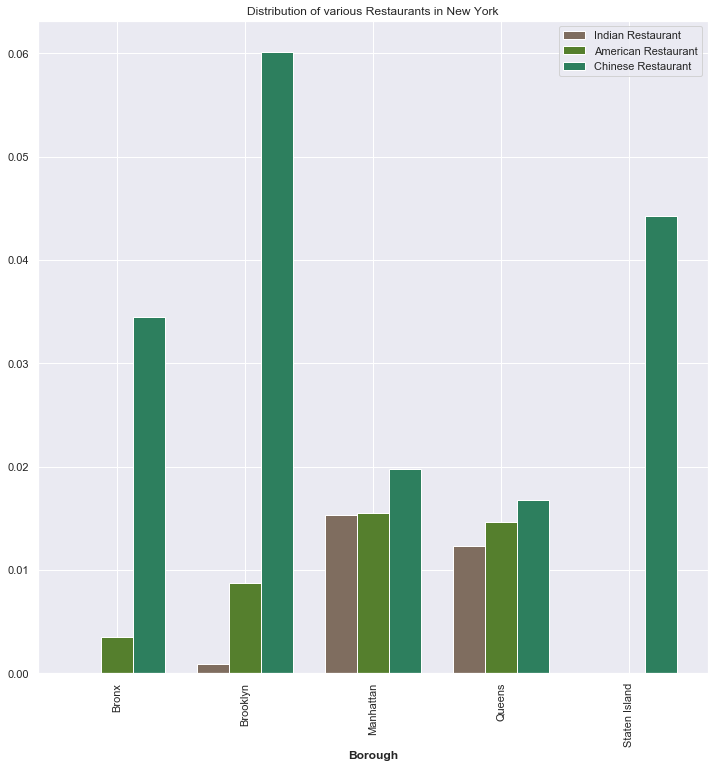 Distribution of various Restaurants in New York
Indian Restaurant
American Restaurant
Chinese Restaurant
0.06
0.05
0.04
0.03
0.02
0.01
0.00
Bronx
Brooklyn
Manhattan
Queens
Staten Island
Borough